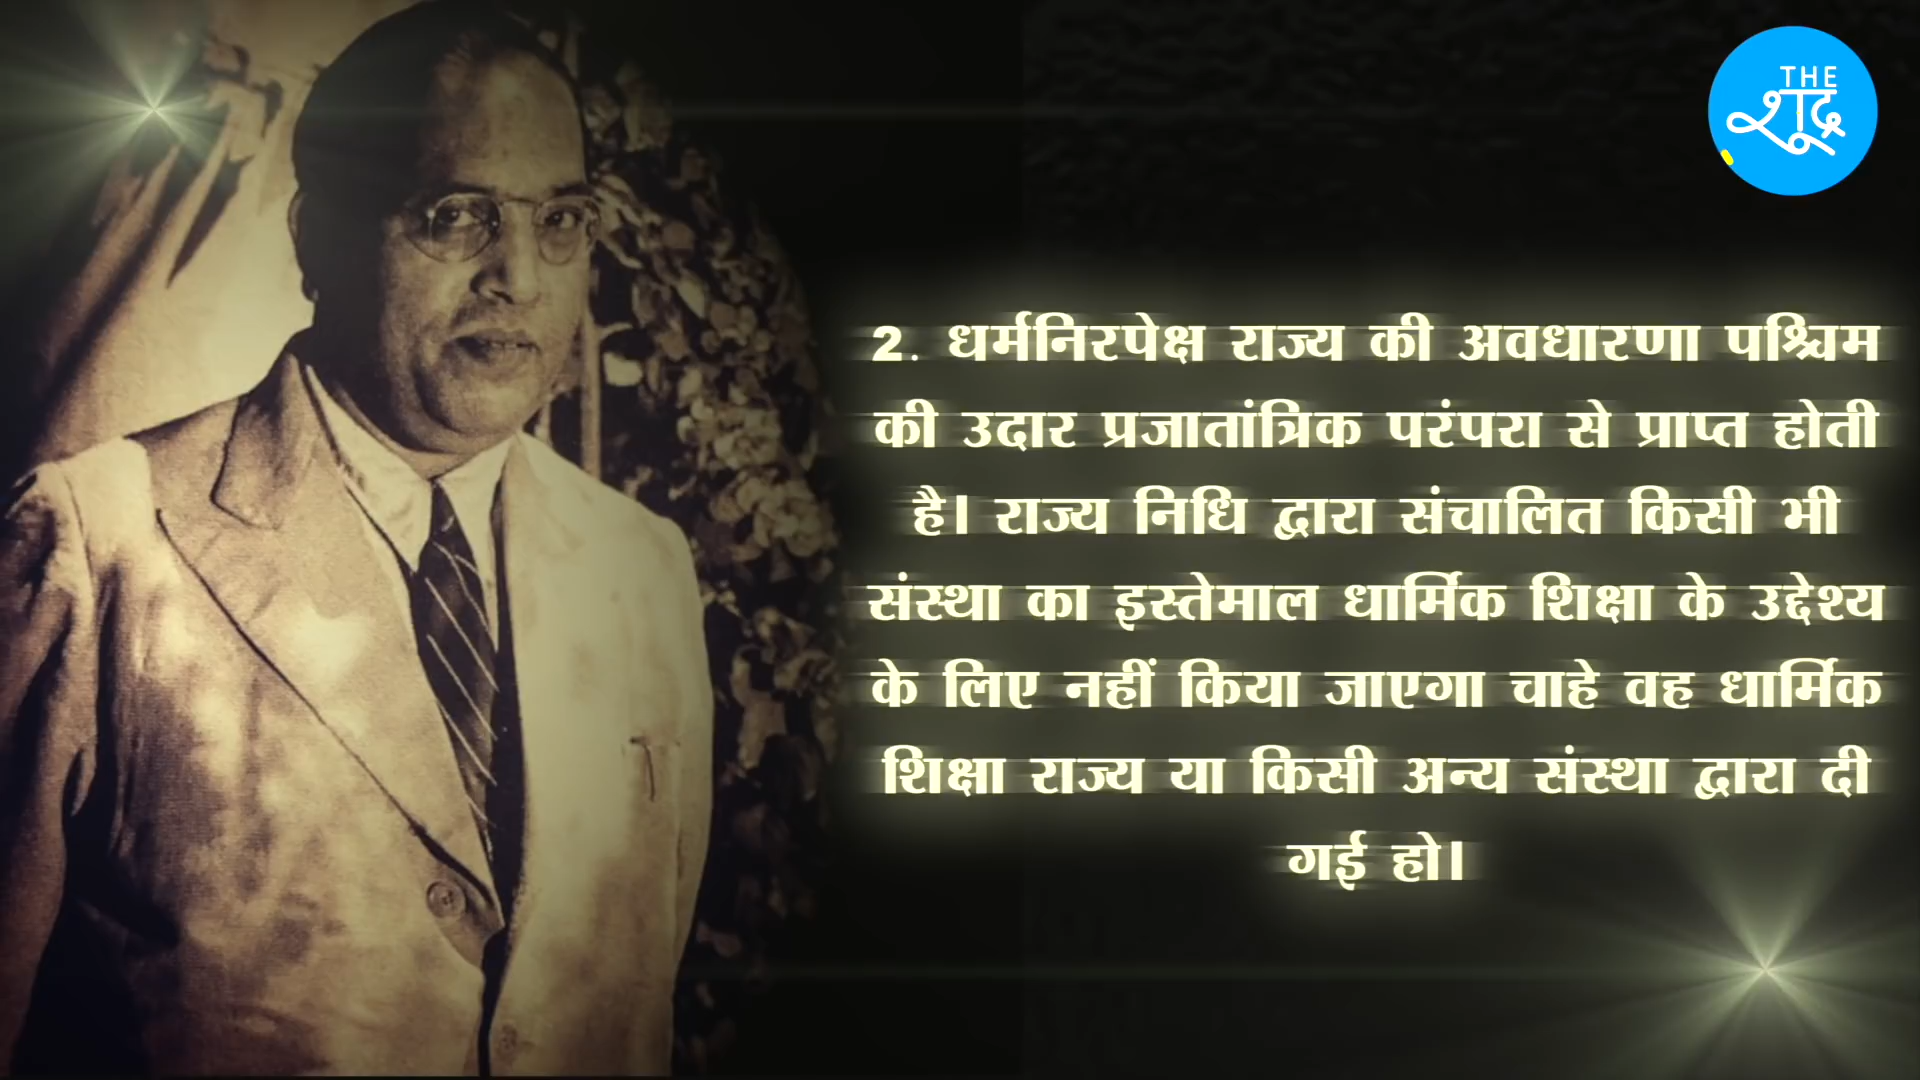 THE
शूद्र
2. धर्मनिरपेक्ष राज्य की अवधारणा पश्चिम
की उदार प्रजातांत्रिक परंपरा से प्राप्त होती
है। राज्य निधि द्वारा संचालित किसी भी
संस्था का इस्तेमाल धार्मिक शिक्षा के उद्देश्य
के लिए नहीं किया जाएगा चाहे वह धार्मिक
शिक्षा राज्य या किसी अन्य संस्था द्वारा दी
गई हो।